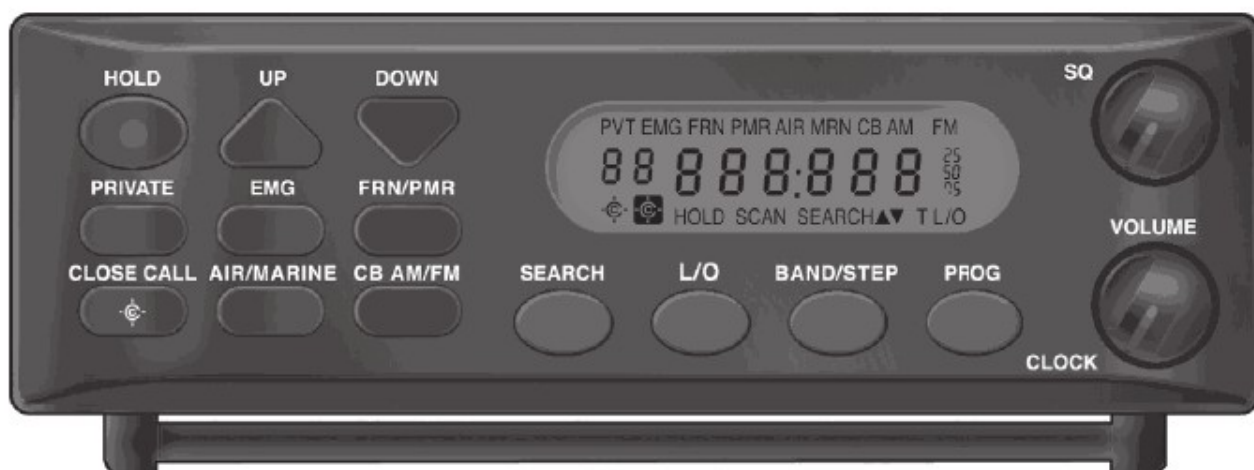 HOLD UP DOWN
PRIVATE EMG FRN/PMR
CLOSE CALL AIR/MARINE CB AM/FM
C
PVT EMG FRN PMR AIR MRN CB AM FM
88 888:888 25
50
75
C C HOLD SCAN SEARCH▲▼ T L/O
SEARCH L/O BAND/STEP PROG
SQ
VOLUME
CLOCK